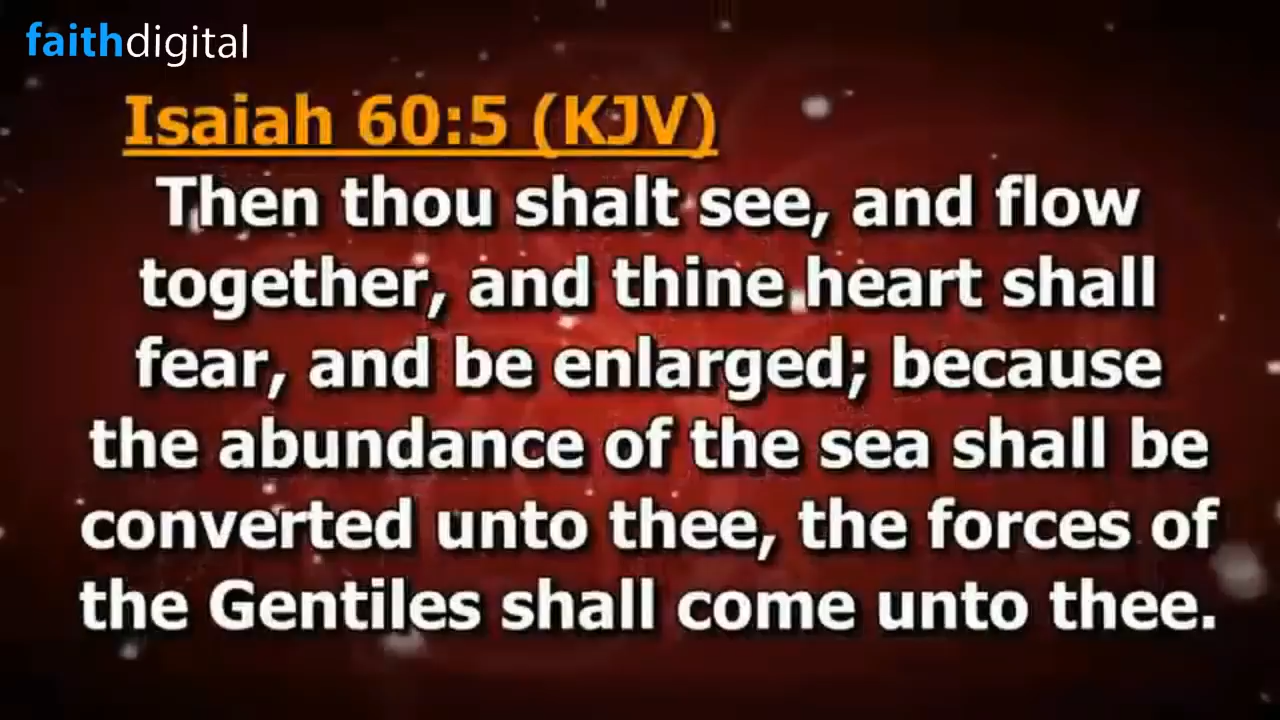 faithdigital
Isaiah 60:5 (KJV)
Then thou shalt see, and flow
together, and thine heart shall
fear, and be enlarged; because
the abundance of the sea shall be
converted unto thee, the forces of
the Gentiles shall come unto thee.